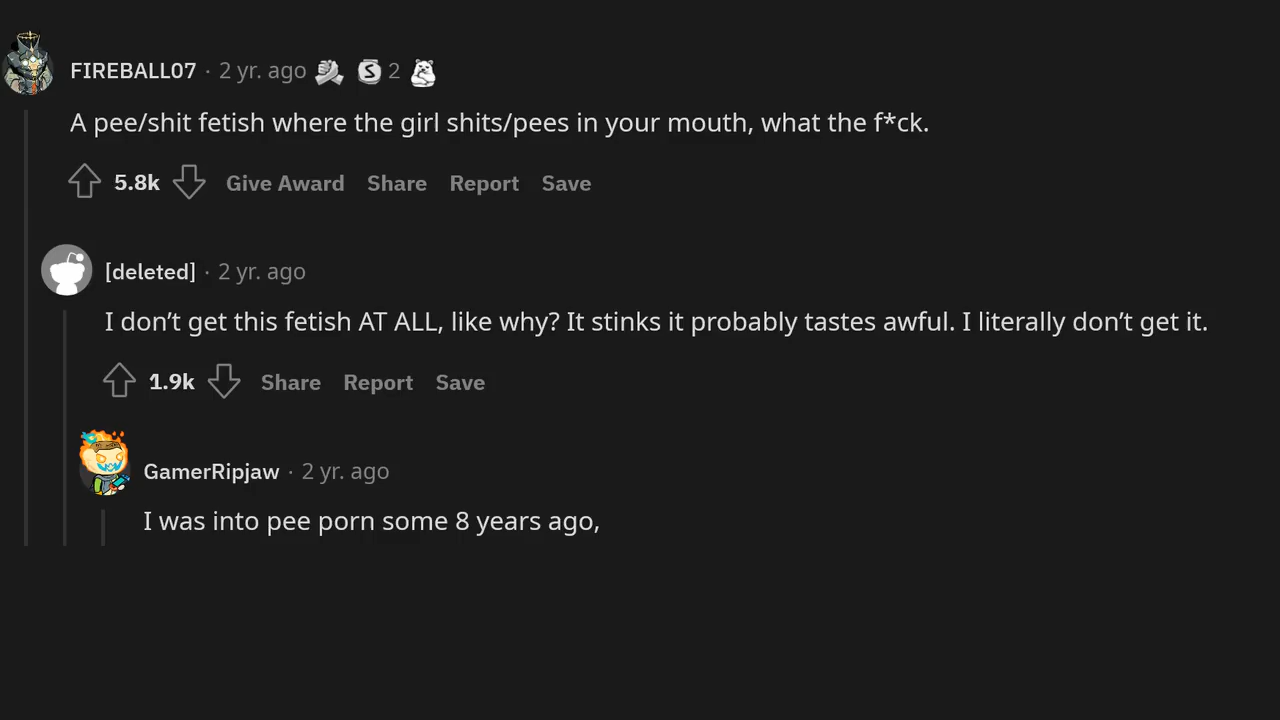 FIREBALL07 · 2 yr. ago S 2
A pee/shit fetish where the girl shits/pees in your mouth, what the f*ck.
5.8k Give Award Share Report Save
[deleted] · 2 yr. ago
I don’t get this fetish AT ALL, like why? It stinks it probably tastes awful. I literally don’t get it.
1.9k Share Report Save
GamerRipjaw · 2 yr. ago
I was into pee porn some 8 years ago,